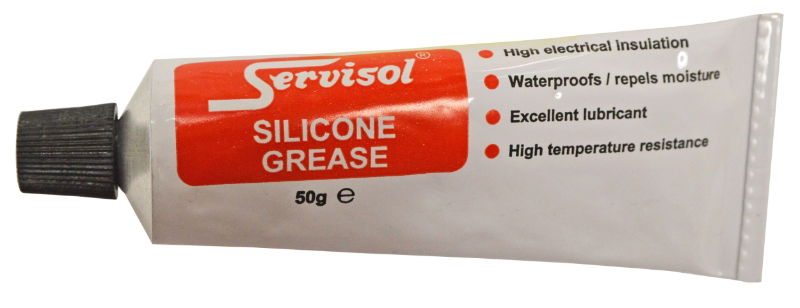 Servisol®
SILICONE
GREASE
50g ℮
High electrical insulation
Waterproofs / repels moisture
Excellent lubricant
High temperature resistance